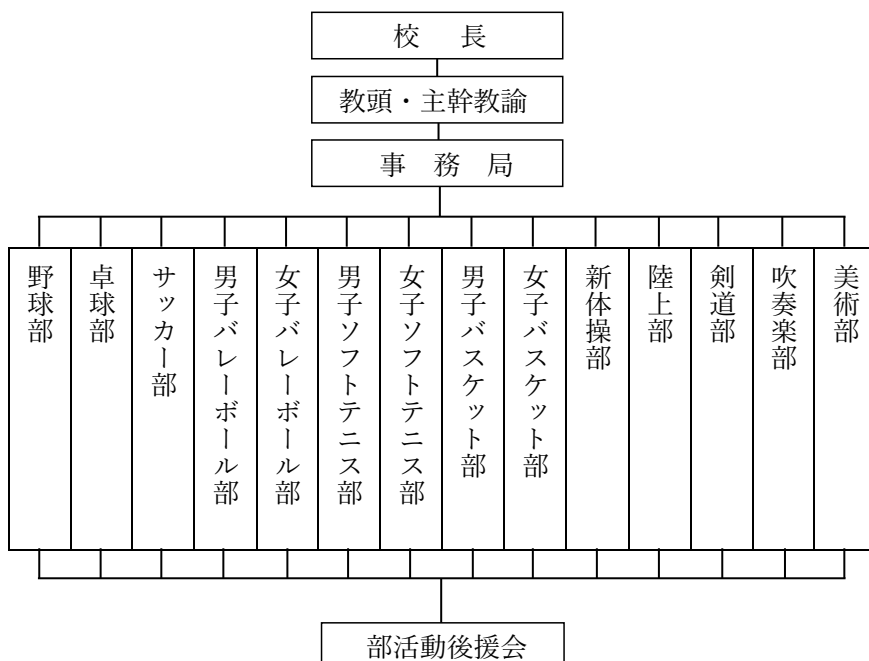 校　長
教頭・主幹教諭
事　務　局
野球部
卓球部
サッカー部
男子バレーボール部
女子バレーボール部
男子ソフトテニス部
女子ソフトテニス部
男子バスケット部
女子バスケット部
新体操部
陸上部
剣道部
吹奏楽部
美術部
部活動後援会